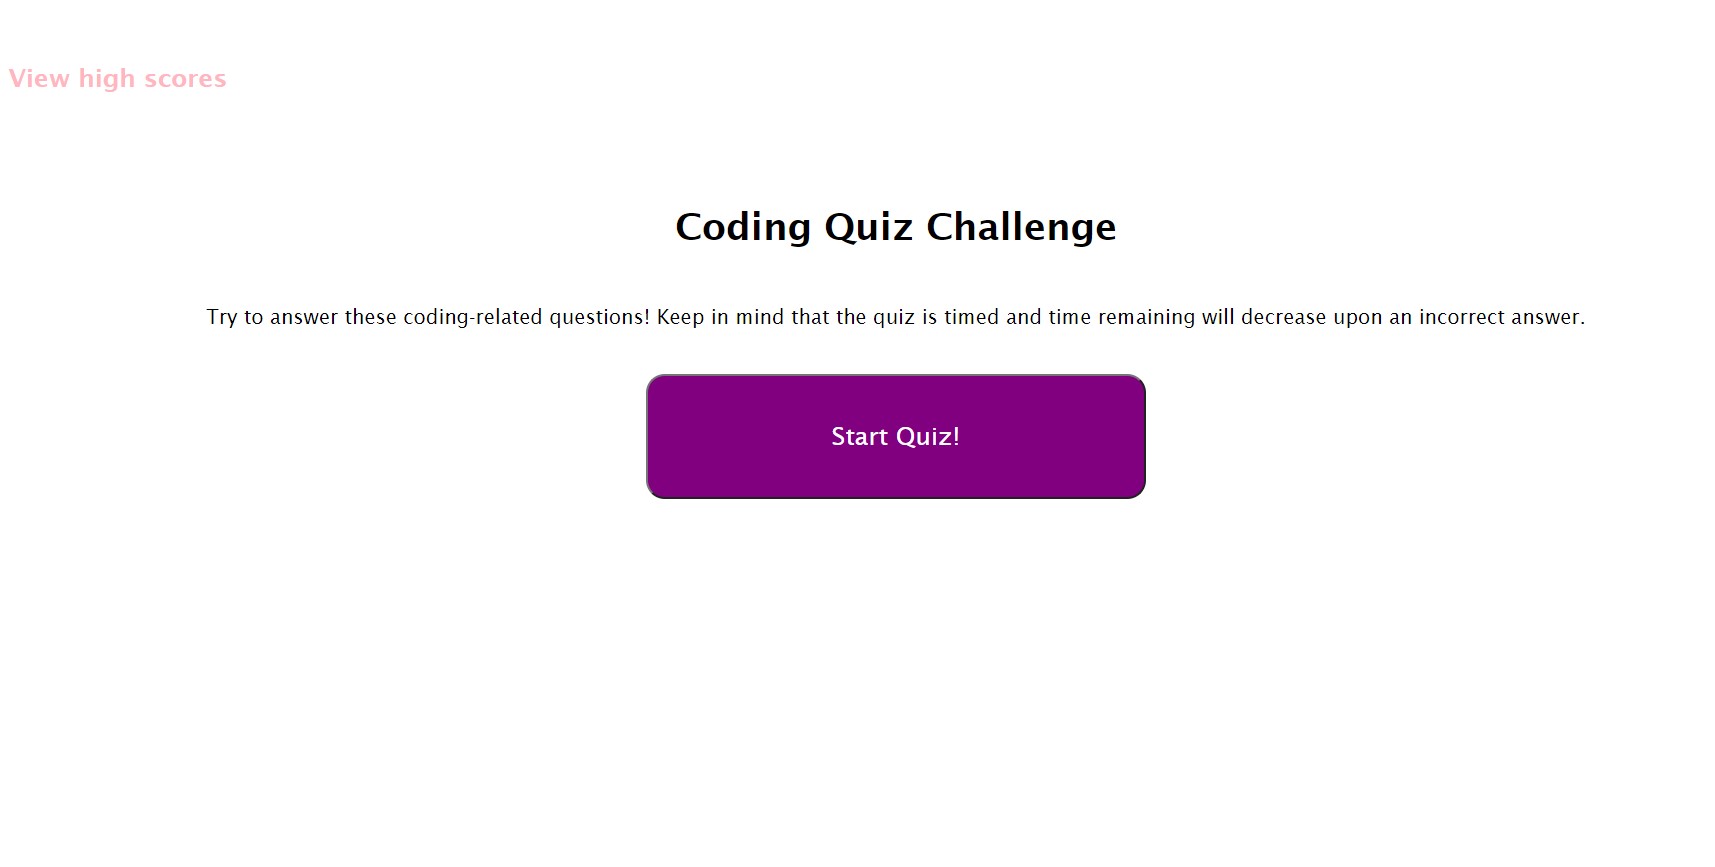 View high scores
Coding Quiz Challenge
Try to answer these coding-related questions! Keep in mind that the quiz is timed and time remaining will decrease upon an incorrect answer.
Start Quiz!